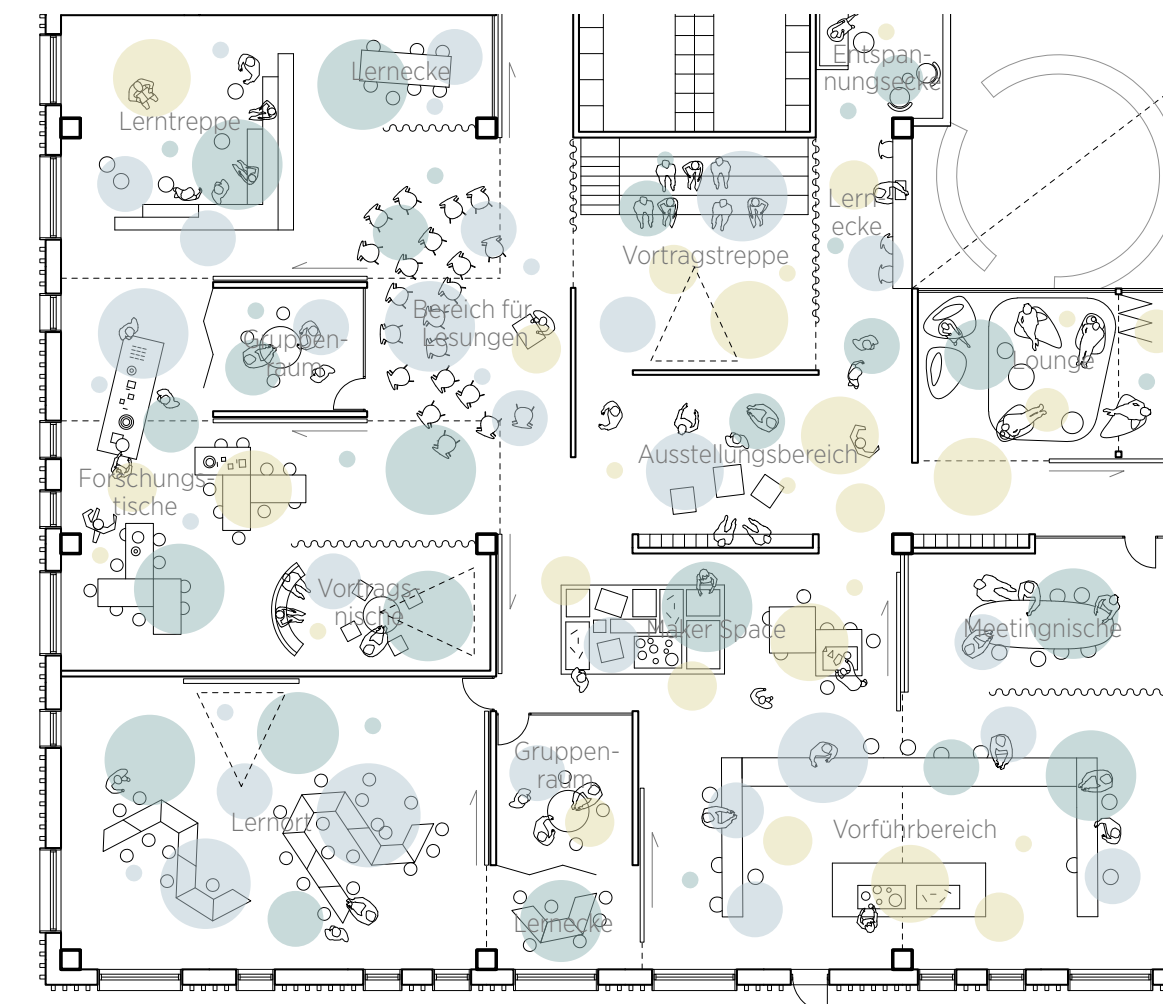 Entspan-
nungsecke
Lernecke
Lerntreppe
Lern
ecke
Vortragstreppe
Bereich für
Lesungen
Gruppen-
raum
Lounge
Ausstellungsbereich
Forschungs-
tische
Vortrags-
nische
Maker Space
Meetingnische
Gruppen-
raum
Lernort
Vorführbereich
Lernecke